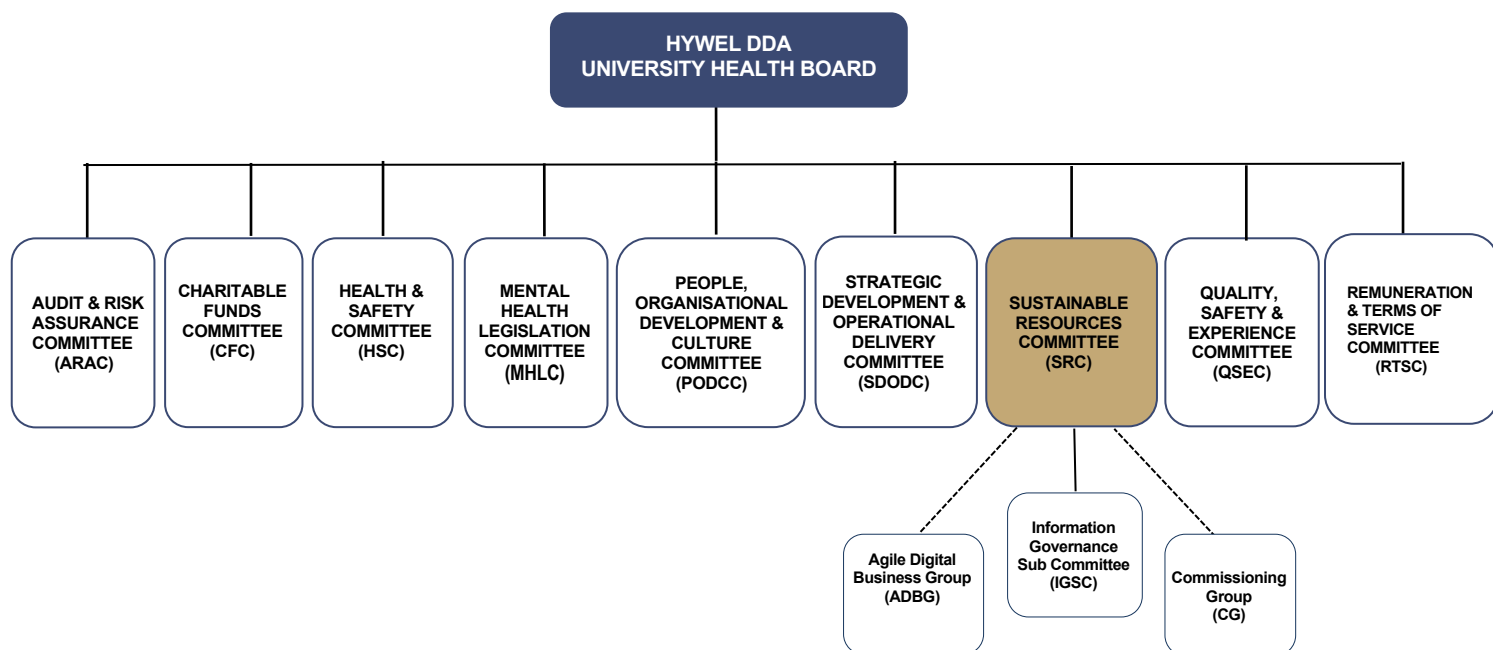 HYWEL DDA
UNIVERSITY HEALTH BOARD
AUDIT & RISK
ASSURANCE
COMMITTEE
(ARAC)
CHARITABLE
FUNDS
COMMITTEE
(CFC)
HEALTH &
SAFETY
COMMITTEE
(HSC)
MENTAL
HEALTH
LEGISLATION
COMMITTEE
(MHLC)
PEOPLE,
ORGANISATIONAL
DEVELOPMENT &
CULTURE
COMMITTEE
(PODCC)
STRATEGIC
DEVELOPMENT &
OPERATIONAL
DELIVERY
COMMITTEE
(SDODC)
SUSTAINABLE
RESOURCES
COMMITTEE
(SRC)
QUALITY,
SAFETY &
EXPERIENCE
COMMITTEE
(QSEC)
REMUNERATION
& TERMS OF
SERVICE
COMMITTEE
(RTSC)
Agile Digital
Business Group
(ADBG)
Information
Governance
Sub Committee
(IGSC)
Commissioning
Group
(CG)